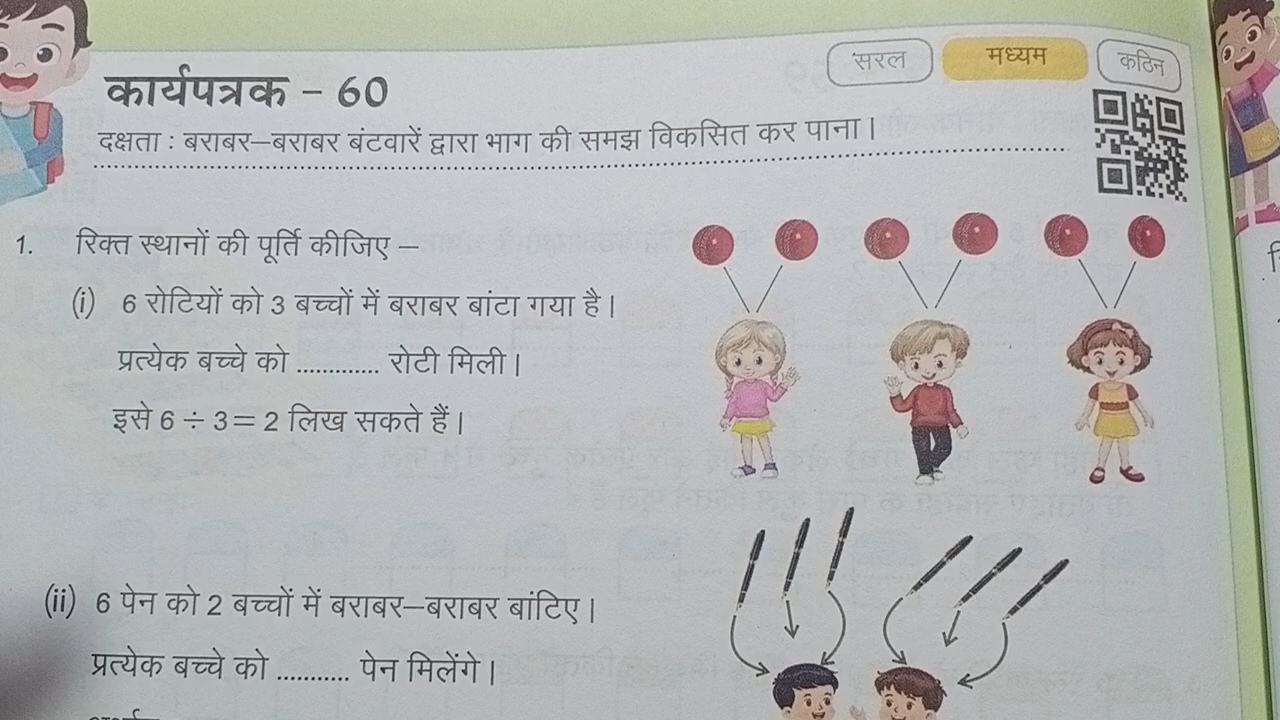 सरल मध्यम कठिन
कार्यपत्रक – 60
दक्षता : बराबर–बराबर बंटवारें द्वारा भाग की समझ विकसित कर पाना।
1. रिक्त स्थानों की पूर्ति कीजिए –
(i) 6 रोटियों को 3 बच्चों में बराबर बांटा गया है।
प्रत्येक बच्चे को ............. रोटी मिली।
इसे 6 ÷ 3 = 2 लिख सकते हैं।
(ii) 6 पेन को 2 बच्चों में बराबर–बराबर बांटिए।
प्रत्येक बच्चे को ........... पेन मिलेंगे।